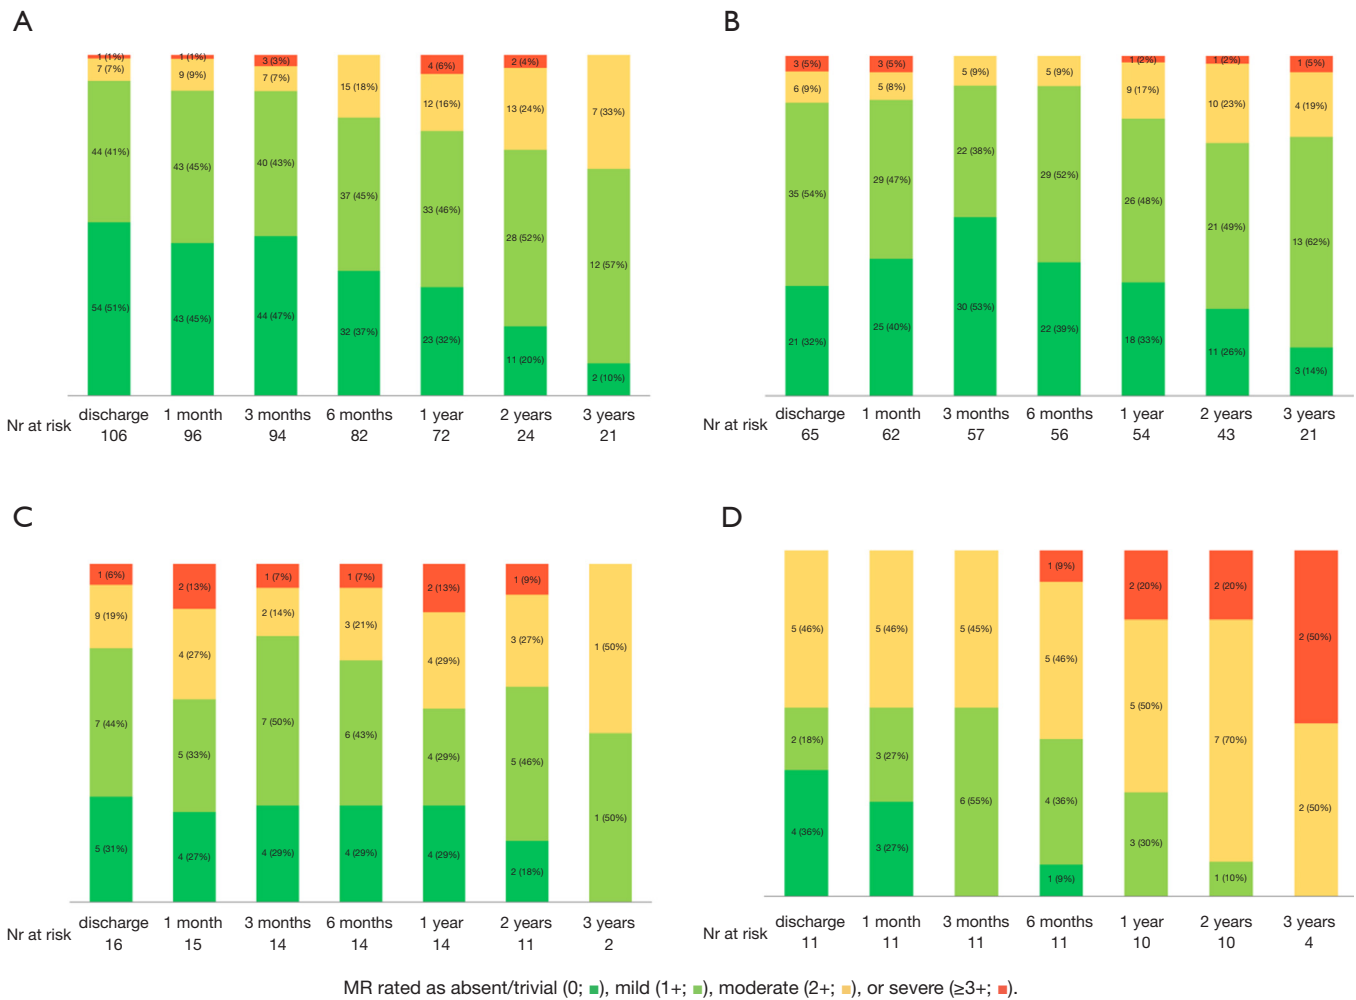 A
1 (1%) 1 (1%) 3 (3%) 4 (6%) 2 (4%)
7 (7%) 9 (9%) 7 (7%) 15 (18%) 12 (16%) 13 (24%) 7 (33%)
44 (41%) 43 (45%) 40 (43%) 37 (45%) 33 (46%) 28 (52%) 12 (57%)
54 (51%) 43 (45%) 44 (47%) 32 (37%) 23 (32%) 11 (20%) 2 (10%)
discharge 1 month 3 months 6 months 1 year 2 years 3 years
Nr at risk 106 96 94 82 72 24 21
B
3 (5%) 3 (5%) 1 (2%) 1 (2%) 1 (5%)
6 (9%) 5 (8%) 5 (9%) 5 (9%) 9 (17%) 10 (23%) 4 (19%)
35 (54%) 29 (47%) 22 (38%) 29 (52%) 26 (48%) 21 (49%) 13 (62%)
21 (32%) 25 (40%) 30 (53%) 22 (39%) 18 (33%) 11 (26%) 3 (14%)
discharge 1 month 3 months 6 months 1 year 2 years 3 years
Nr at risk 65 62 57 56 54 43 21
C
1 (6%) 2 (13%) 1 (7%) 1 (7%) 2 (13%) 1 (9%)
9 (19%) 4 (27%) 2 (14%) 3 (21%) 4 (29%) 3 (27%) 1 (50%)
7 (44%) 5 (33%) 7 (50%) 6 (43%) 4 (29%) 5 (46%) 1 (50%)
5 (31%) 4 (27%) 4 (29%) 4 (29%) 4 (29%) 2 (18%)
discharge 1 month 3 months 6 months 1 year 2 years 3 years
Nr at risk 16 15 14 14 14 11 2
D
1 (9%) 2 (20%) 2 (20%) 2 (50%)
5 (46%) 5 (46%) 5 (45%) 5 (46%) 5 (50%) 7 (70%) 2 (50%)
2 (18%) 3 (27%) 6 (55%) 4 (36%) 3 (30%) 1 (10%)
4 (36%) 3 (27%) 1 (9%)
discharge 1 month 3 months 6 months 1 year 2 years 3 years
Nr at risk 11 11 11 11 10 10 4
MR rated as absent/trivial (0; ■), mild (1+; ■), moderate (2+; ■), or severe (≥3+; ■).